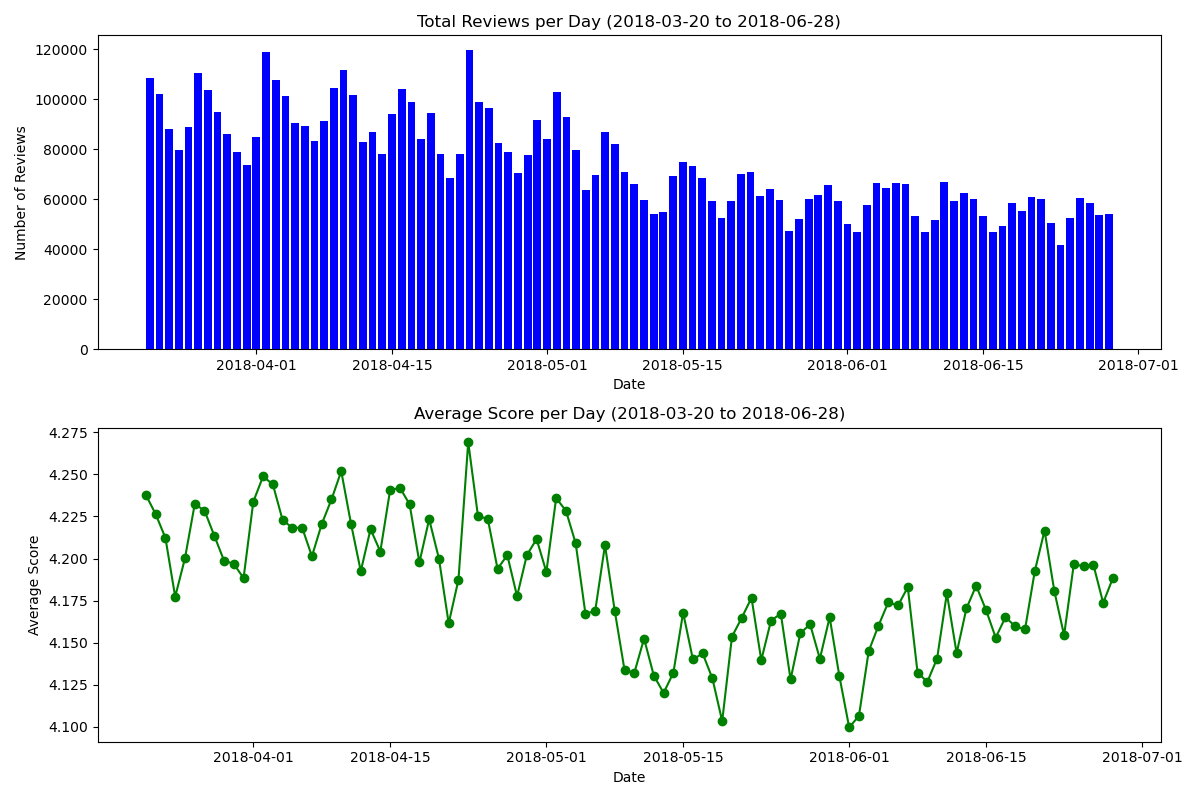 Total Reviews per Day (2018-03-20 to 2018-06-28)
120000
100000
80000
60000
40000
20000
0
Number of Reviews
2018-04-01 2018-04-15 2018-05-01 2018-05-15 2018-06-01 2018-06-15 2018-07-01
Date
Average Score per Day (2018-03-20 to 2018-06-28)
4.275
4.250
4.225
4.200
4.175
4.150
4.125
4.100
Average Score
2018-04-01 2018-04-15 2018-05-01 2018-05-15 2018-06-01 2018-06-15 2018-07-01
Date